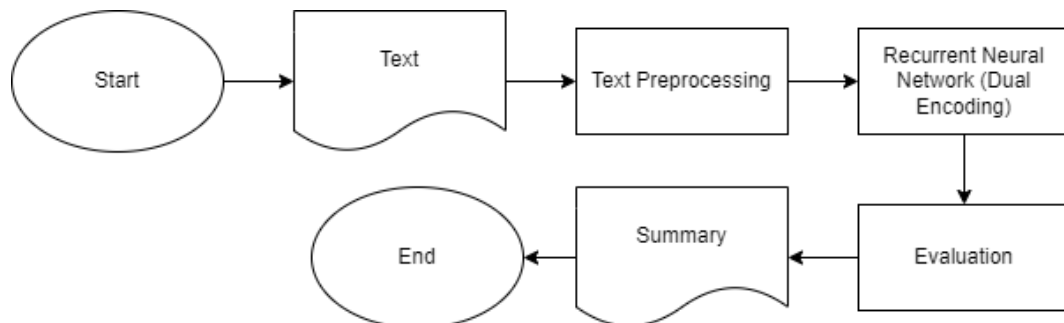 Start
Text
Text Preprocessing
Recurrent Neural
Network (Dual
Encoding)
End
Summary
Evaluation